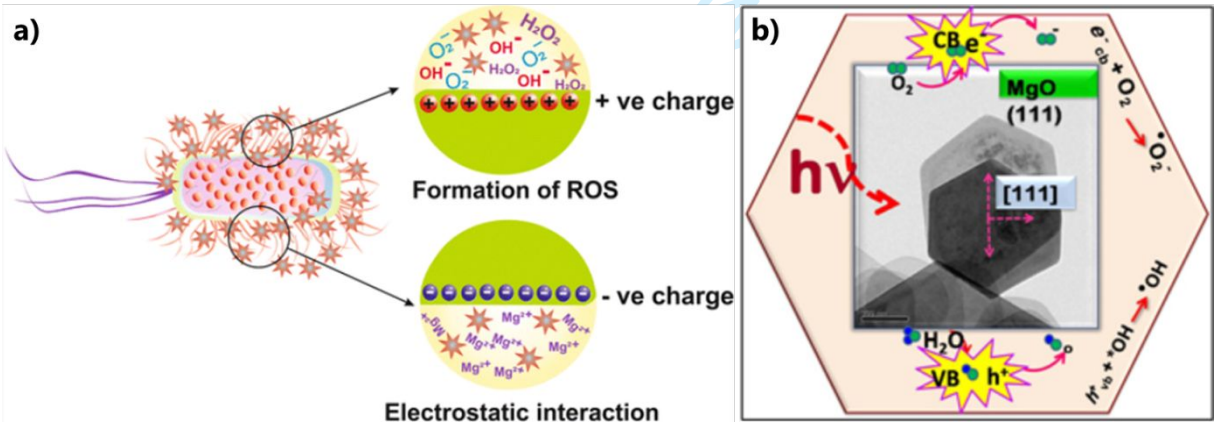 a)
H₂O₂
OH⁻ O₂⁻
O₂⁻
OH⁻ H₂O₂ OH⁻
O₂⁻ H₂O₂
+ + + + + + + +
+ ve charge
Formation of ROS
- - - - - - - - -
- ve charge
Mg²⁺ Mg²⁺ Mg²⁺
Mg²⁺ Mg²⁺ Mg²⁺
Mg²⁺ Mg²⁺
Electrostatic interaction
b)
CB e⁻
-
O₂
MgO
(111)
hν
[111]
e⁻cb + O₂
•O₂⁻
H₂O
o
VB h⁺
h⁺vb + *OH
•OH